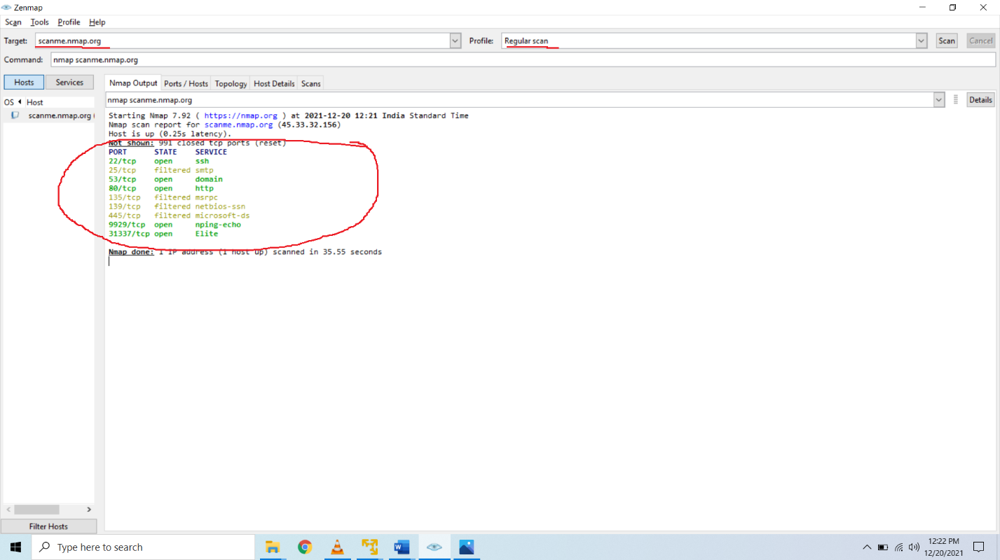 Zenmap
Scan Tools Profile Help
Target: scanme.nmap.org Profile: Regular scan Scan Cancel
Command: nmap scanme.nmap.org
Hosts Services
Nmap Output Ports / Hosts Topology Host Details Scans
OS Host
scanme.nmap.org (
nmap scanme.nmap.org Details
Starting Nmap 7.92 ( https://nmap.org ) at 2021-12-20 12:21 India Standard Time
Nmap scan report for scanme.nmap.org (45.33.32.156)
Host is up (0.25s latency).
Not shown: 991 closed tcp ports (reset)
PORT STATE SERVICE
22/tcp open ssh
25/tcp filtered smtp
53/tcp open domain
80/tcp open http
135/tcp filtered msrpc
139/tcp filtered netbios-ssn
445/tcp filtered microsoft-ds
9929/tcp open nping-echo
31337/tcp open Elite
Nmap done: 1 IP address (1 host up) scanned in 35.55 seconds
Filter Hosts
Type here to search
12:22 PM
12/20/2021